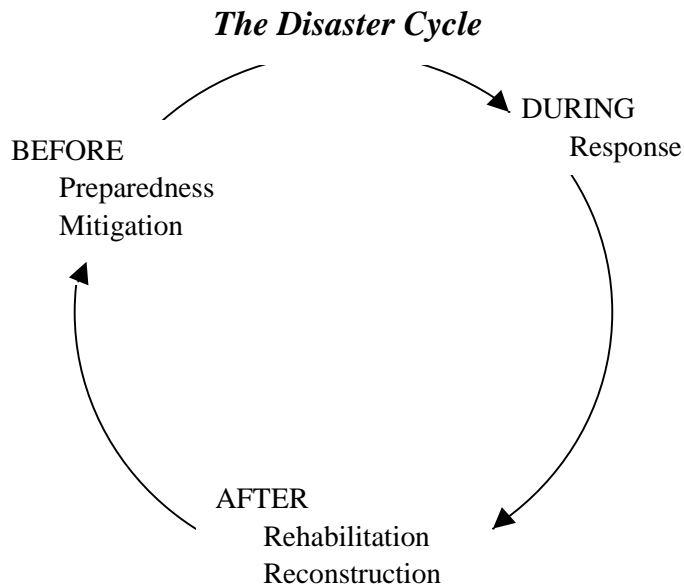 The Disaster Cycle
BEFORE
Preparedness
Mitigation
DURING
Response
AFTER
Rehabilitation
Reconstruction